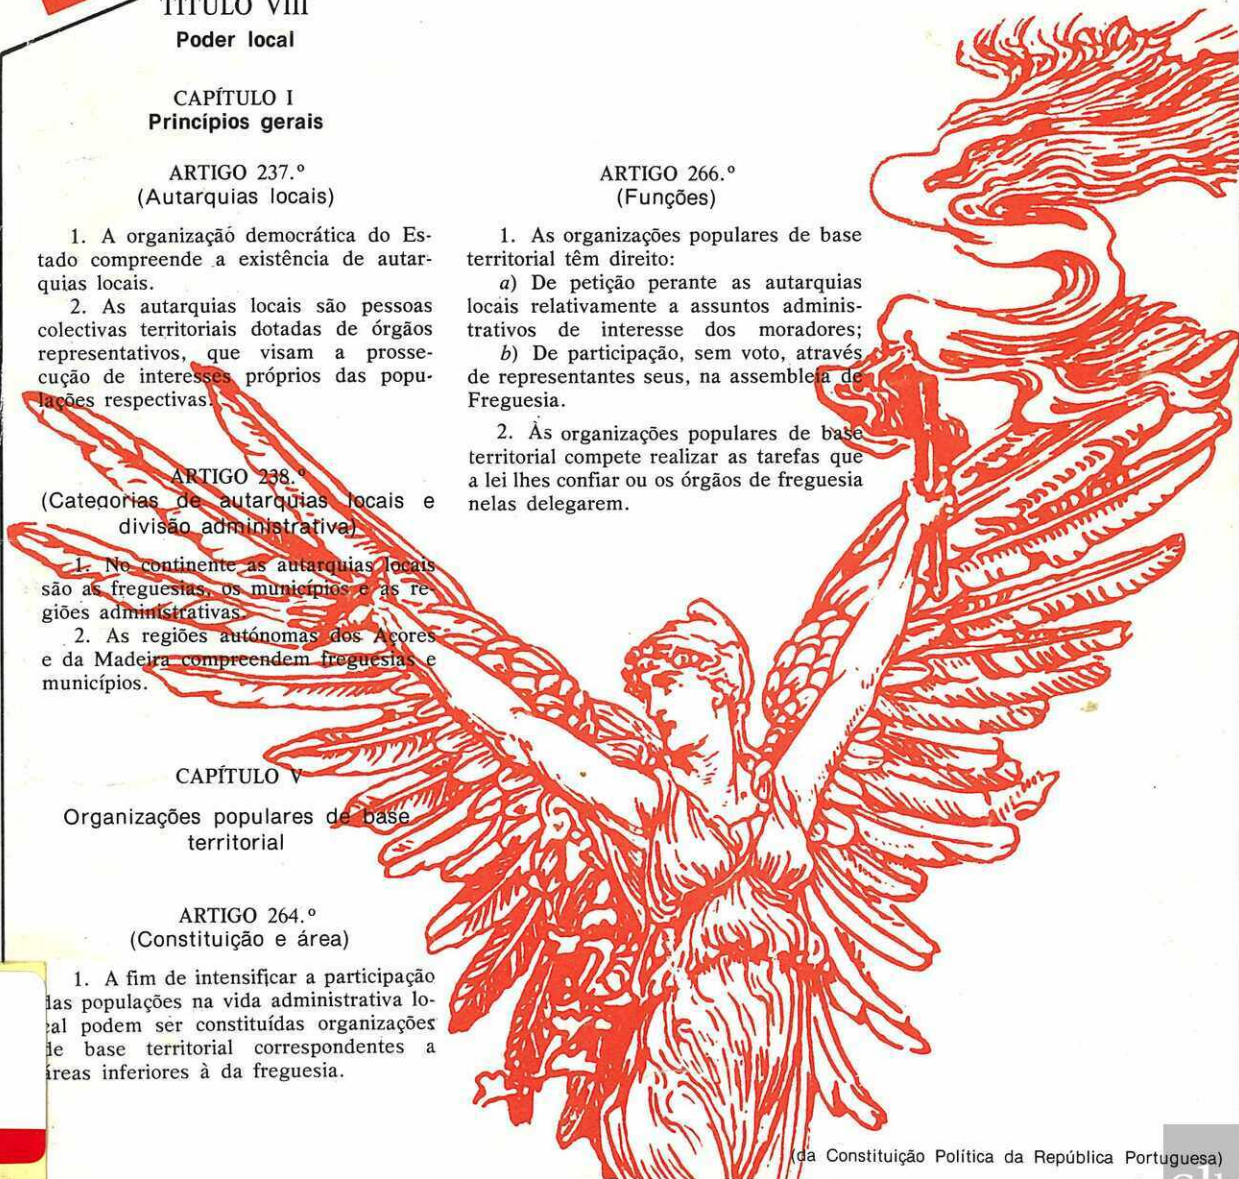 TÍTULO VIII
Poder local
CAPÍTULO I
Princípios gerais
ARTIGO 237.º
(Autarquias locais)
1. A organização democrática do Es-
tado compreende a existência de autar-
quias locais.
2. As autarquias locais são pessoas
colectivas territoriais dotadas de órgãos
representativos, que visam a prosse-
cução de interesses próprios das popu-
lações respectivas.
ARTIGO 238.º
(Categorias de autarquias locais e
divisão administrativa)
1. No continente as autarquias locais
são as freguesias, os municípios e as re-
giões administrativas.
2. As regiões autónomas dos Açores
e da Madeira compreendem freguesias e
municípios.
CAPÍTULO V
Organizações populares de base
territorial
ARTIGO 264.º
(Constituição e área)
1. A fim de intensificar a participação
das populações na vida administrativa lo-
cal podem ser constituídas organizações
de base territorial correspondentes a
áreas inferiores à da freguesia.
ARTIGO 266.º
(Funções)
1. As organizações populares de base
territorial têm direito:
a) De petição perante as autarquias
locais relativamente a assuntos adminis-
trativos de interesse dos moradores;
b) De participação, sem voto, através
de representantes seus, na assembleia de
Freguesia.
2. Às organizações populares de base
territorial compete realizar as tarefas que
a lei lhes confiar ou os órgãos de freguesia
nelas delegarem.
(da Constituição Política da República Portuguesa)